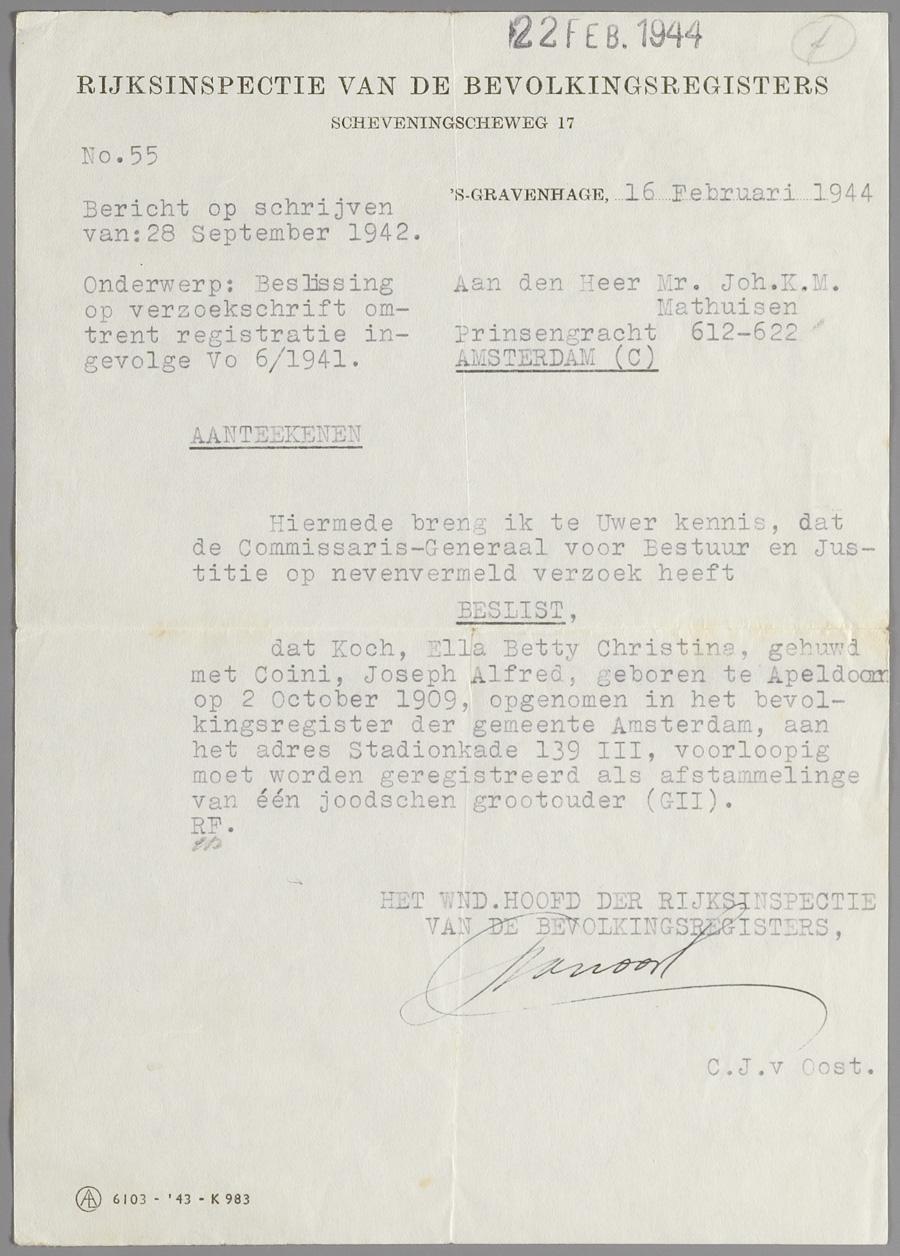 22 FEB. 1944
1
RIJKSINSPECTIE VAN DE BEVOLKINGSREGISTERS
SCHEVENINGSCHEWEG 17
No.55
'S-GRAVENHAGE, 16 Februari 1944
Bericht op schrijven
van:28 September 1942.
Onderwerp: Beslissing
op verzoekschrift om-
trent registratie in-
gevolge Vo 6/1941.
Aan den Heer Mr. Joh.K.M.
Mathuisen
Prinsengracht 612-622
AMSTERDAM (C)
AANTEEKENEN
Hiermede breng ik te Uwer kennis, dat
de Commissaris-Generaal voor Bestuur en Jus-
titie op nevenvermeld verzoek heeft
BESLIST,
dat Koch, Ella Betty Christina, gehuwd
met Coini, Joseph Alfred, geboren te Apeldoorn
op 2 October 1909, opgenomen in het bevol-
kingsregister der gemeente Amsterdam, aan
het adres Stadionkade 139 III, voorloopig
moet worden geregistreerd als afstammelinge
van één joodschen grootouder (GII).
RF.
HET WND.HOOFD DER RIJKSINSPECTIE
VAN DE BEVOLKINGSREGISTERS,
C.J.v Oost.
6103 - '43 - K 983